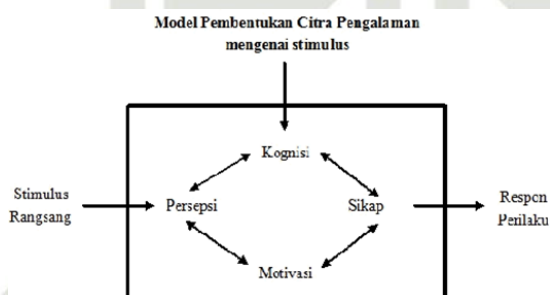 Model Pembentukan Citra Pengalaman
mengenai stimulus
Kognisi
Stimulus
Rangsang
Persepsi
Sikap
Respon
Perilaku
Motivasi